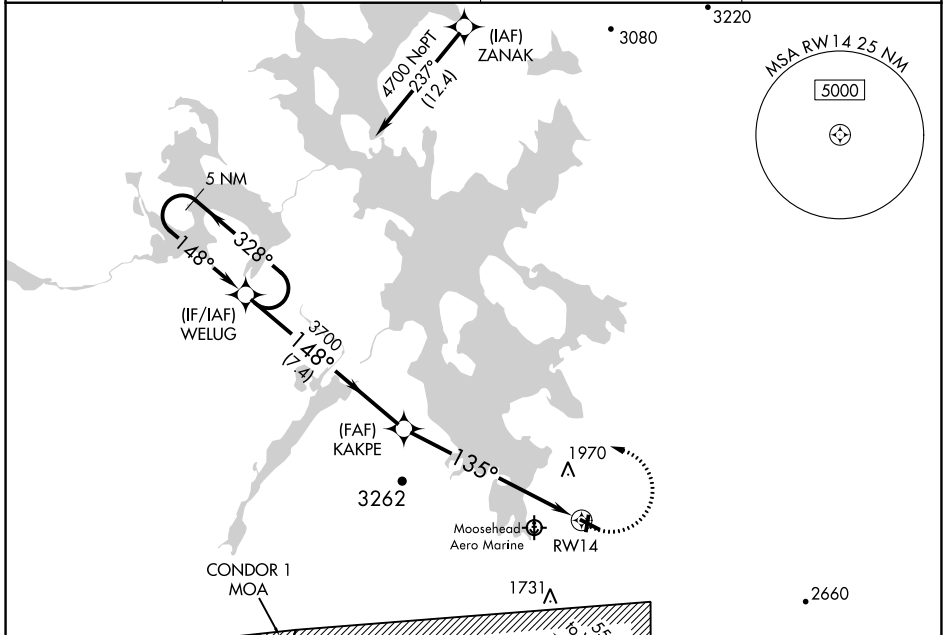 3220
(IAF)
ZANAK
3080
4700 NoPT
237°
(12.4)
MSA RW14 25 NM
5000
5 NM
328°
148°
(IF/IAF)
WELUG
3700
148°
(7.4)
(FAF)
KAKPE
135°
1970
3262
Moosehead
Aero Marine
RW14
CONDOR 1
MOA
1731
2660
to